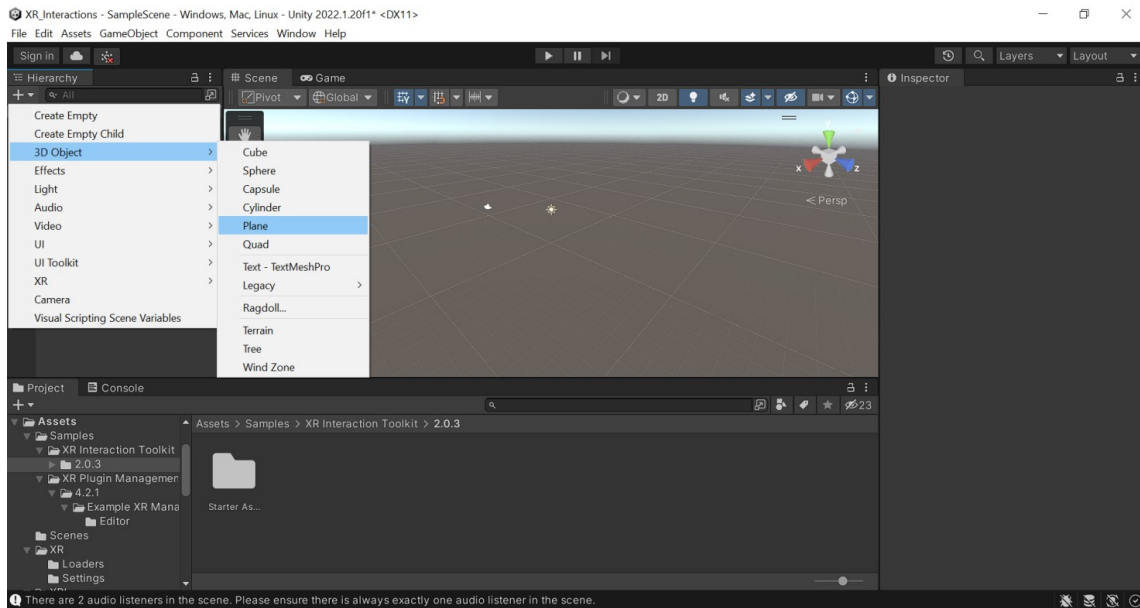 XR_Interactions - SampleScene - Windows, Mac, Linux - Unity 2022.1.20f1* <DX11>
File Edit Assets GameObject Component Services Window Help
Sign in
Layers
Layout
Hierarchy
Scene
Game
Inspector
All
Pivot
Global
2D
Create Empty
Create Empty Child
3D Object
Effects
Light
Audio
Video
UI
UI Toolkit
XR
Camera
Visual Scripting Scene Variables
Cube
Sphere
Capsule
Cylinder
Plane
Quad
Text - TextMeshPro
Legacy
Ragdoll...
Terrain
Tree
Wind Zone
x
z
< Persp
Project
Console
23
Assets
Samples
XR Interaction Toolkit
2.0.3
XR Plugin Managemen
4.2.1
Example XR Mana
Editor
Scenes
XR
Loaders
Settings
Assets > Samples > XR Interaction Toolkit > 2.0.3
Starter As...
There are 2 audio listeners in the scene. Please ensure there is always exactly one audio listener in the scene.